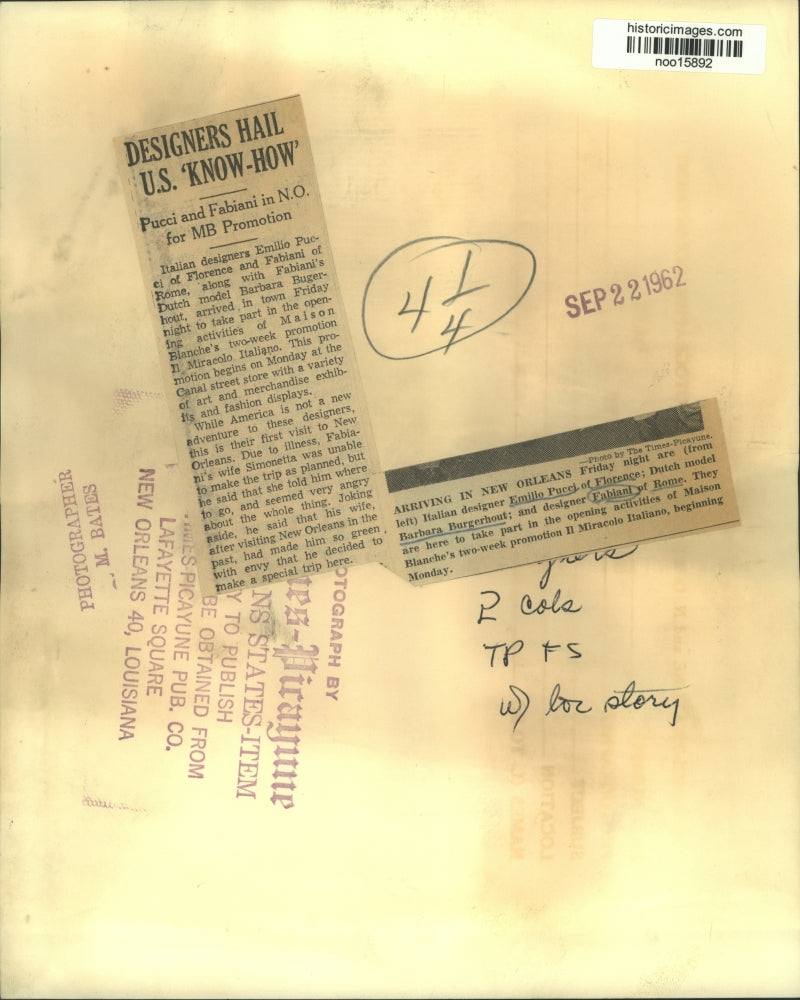 historicimages.com
noo15892
DESIGNERS HAIL
U.S. 'KNOW-HOW'
Pucci and Fabiani in N.O.
for MB Promotion
Italian designers Emilio Puc-
ci of Florence and Fabiani of
Rome, along with Fabiani's
Dutch model Barbara Buger-
hout, arrived in town Friday
night to take part in the open-
ing activities of Maison
Blanche's two-week promotion
Il Miracolo Italiano. This pro-
motion begins on Monday at the
Canal street store with a variety
of art and merchandise exhib-
its and fashion displays.
While America is not a new
adventure to these designers,
this is their first visit to New
Orleans. Due to illness, Fabia-
ni's wife Simonetta was unable
to make the trip as planned, but
he said that she told him where
to go, and seemed very angry
about the whole thing. Joking
aside, he said that his wife,
after visiting New Orleans in the
past, had made him so green
with envy that he decided to
make a special trip here.
4 1/4
SEP 22 1962
—Photo by The Times-Picayune.
ARRIVING IN NEW ORLEANS Friday night are (from
left) Italian designer Emilio Pucci of Florence; Dutch model
Barbara Burgerhout; and designer Fabiani of Rome. They
are here to take part in the opening activities of Maison
Blanche's two-week promotion Il Miracolo Italiano, beginning
Monday.
2 cols
TP FS
w/ loc story
OTOGRAPH BY
es-Picayune
NS STATES-ITEM
Y TO PUBLISH
BE OBTAINED FROM
MES-PICAYUNE PUB. CO.
LAFAYETTE SQUARE
NEW ORLEANS 40, LOUISIANA
PHOTOGRAPHER
M. BATES